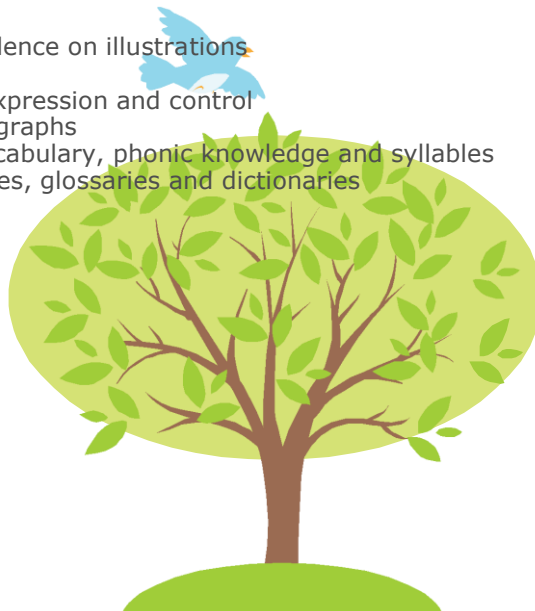 dence on illustrations
xpression and control
graphs
cabulary, phonic knowledge and syllables
es, glossaries and dictionaries